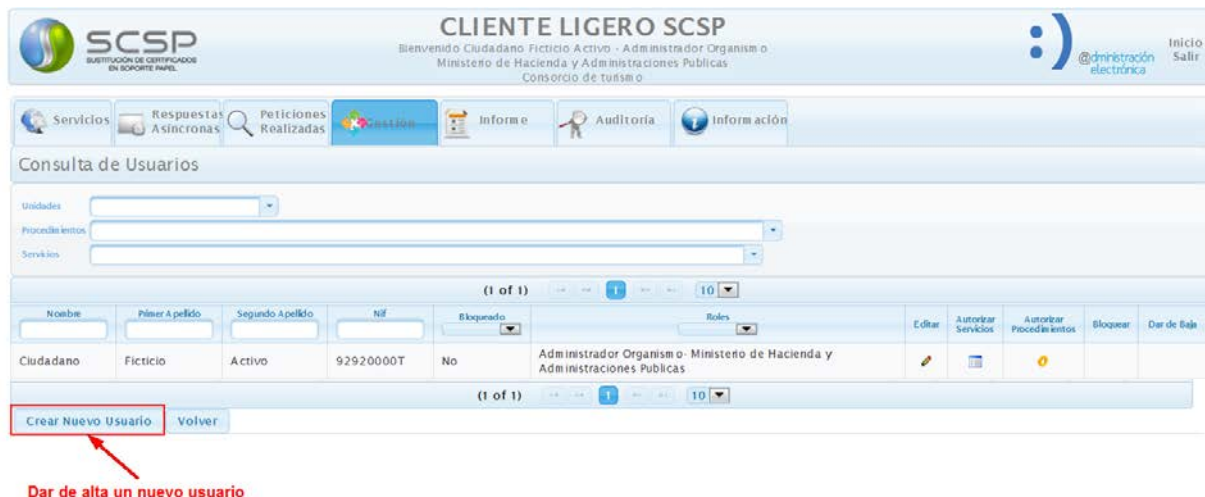 SCSP
SUSTITUCIÓN DE CERTIFICADOS
EN SOPORTE PAPEL
CLIENTE LIGERO SCSP
Bienvenido Ciudadano Ficticio Activo - Administrador Organismo
Ministerio de Hacienda y Administraciones Publicas
Consorcio de turismo
:)
@dministración
electrónica
Inicio
Salir
Servicios
Respuestas
Asíncronas
Peticiones
Realizadas
Gestión
Informe
Auditoría
Información
Consulta de Usuarios
Unidades
Procedimientos
Servicios
(1 of 1) 1 10
Nombre Primer Apellido Segundo Apellido Nif Bloqueado Roles Editar Autorizar Servicios Autorizar Procedimientos Bloquear Dar de Baja
Ciudadano Ficticio Activo 92920000T No Administrador Organismo- Ministerio de Hacienda y
Administraciones Publicas
(1 of 1) 1 10
Crear Nuevo Usuario Volver
Dar de alta un nuevo usuario